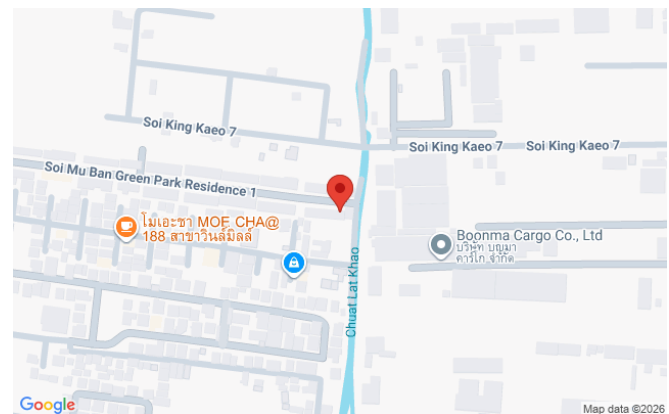 Soi King Kaeo 7
Soi King Kaeo 7
Soi King Kaeo 7
Soi Mu Ban Green Park Residence 1
โมเอะชา MOE CHA@
188 สาขาวินล์มิลล์
Boonma Cargo Co., Ltd
บริษัท บุญมา
คาร์โก จำกัด
Chuat Lat Khao
Google
Map data ©2026